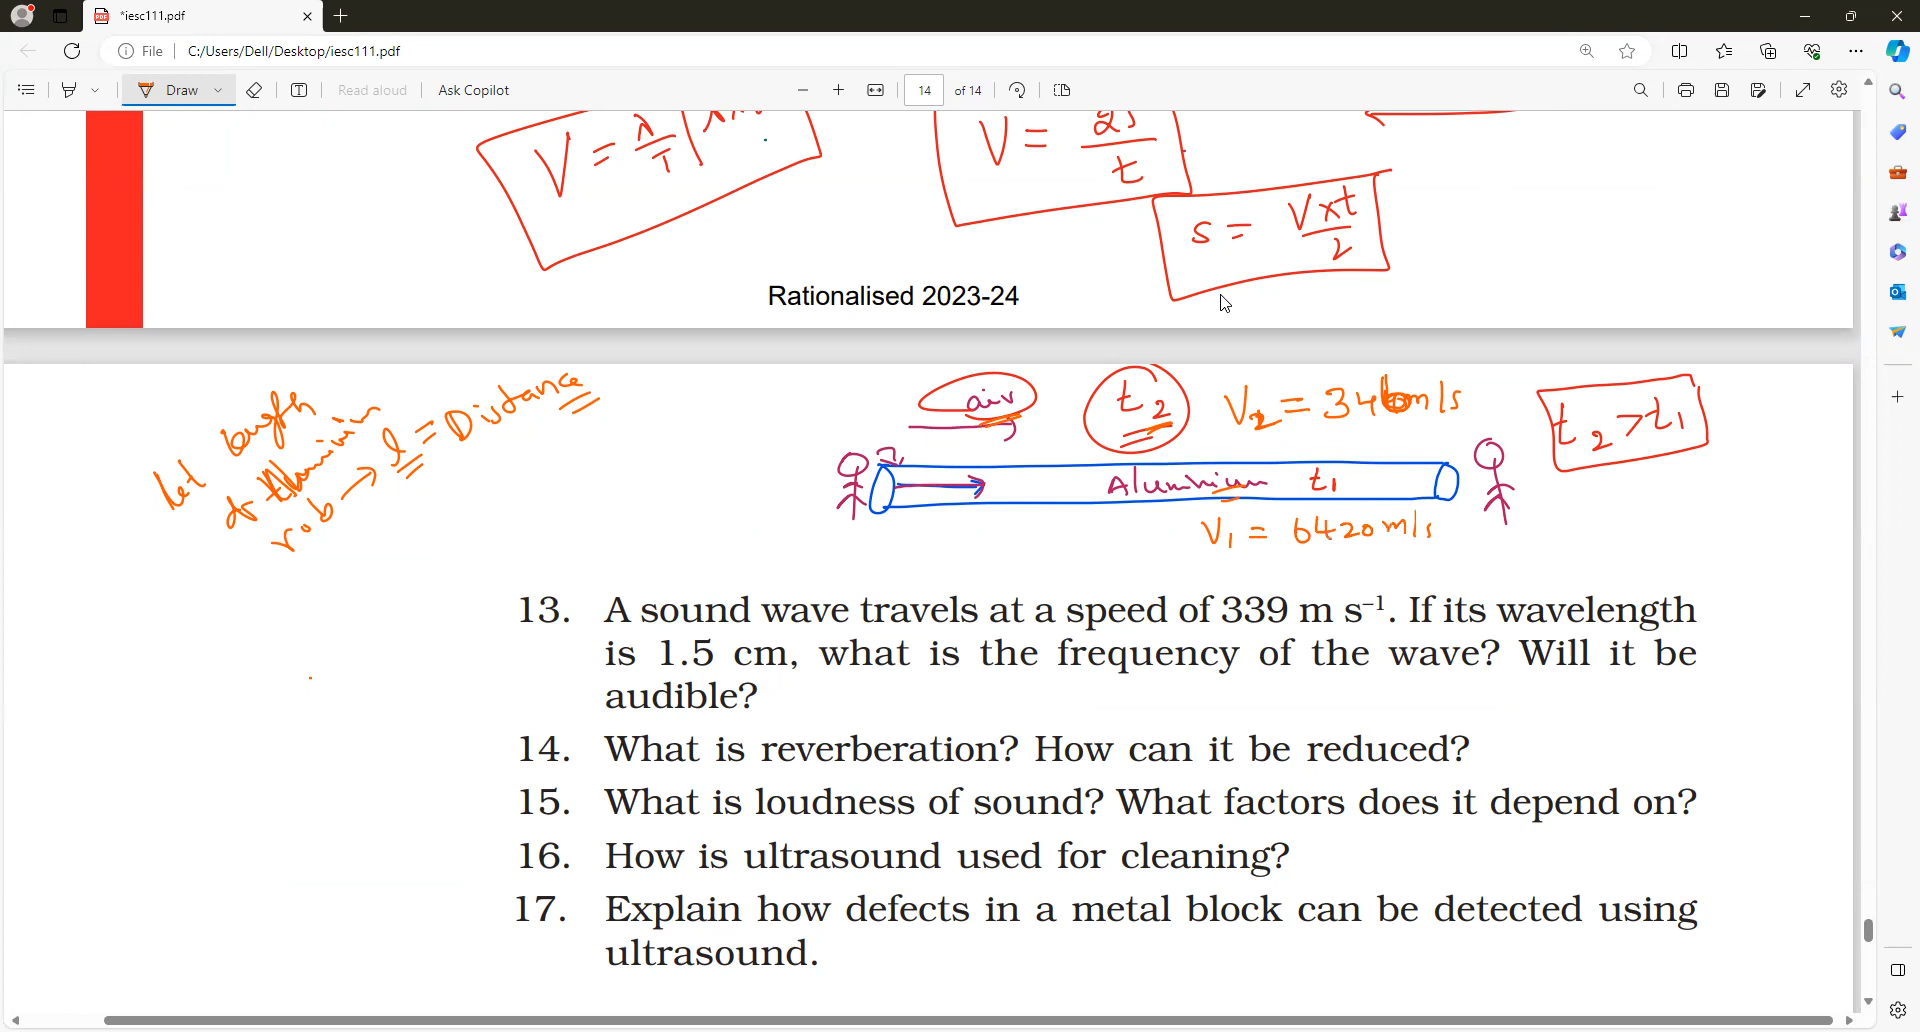 *iesc111.pdf
File C:/Users/Dell/Desktop/iesc111.pdf
Draw Read aloud Ask Copilot 14 of 14
V = λ/T
V = 2s/t
s = V×t/2
Rationalised 2023-24
let length of Aluminium rod → l = Distance
air t2 V2 = 346m/s t2 > t1
Aluminium t1
V1 = 6420m/s
13. A sound wave travels at a speed of 339 m s⁻¹. If its wavelength
is 1.5 cm, what is the frequency of the wave? Will it be
audible?
14. What is reverberation? How can it be reduced?
15. What is loudness of sound? What factors does it depend on?
16. How is ultrasound used for cleaning?
17. Explain how defects in a metal block can be detected using
ultrasound.